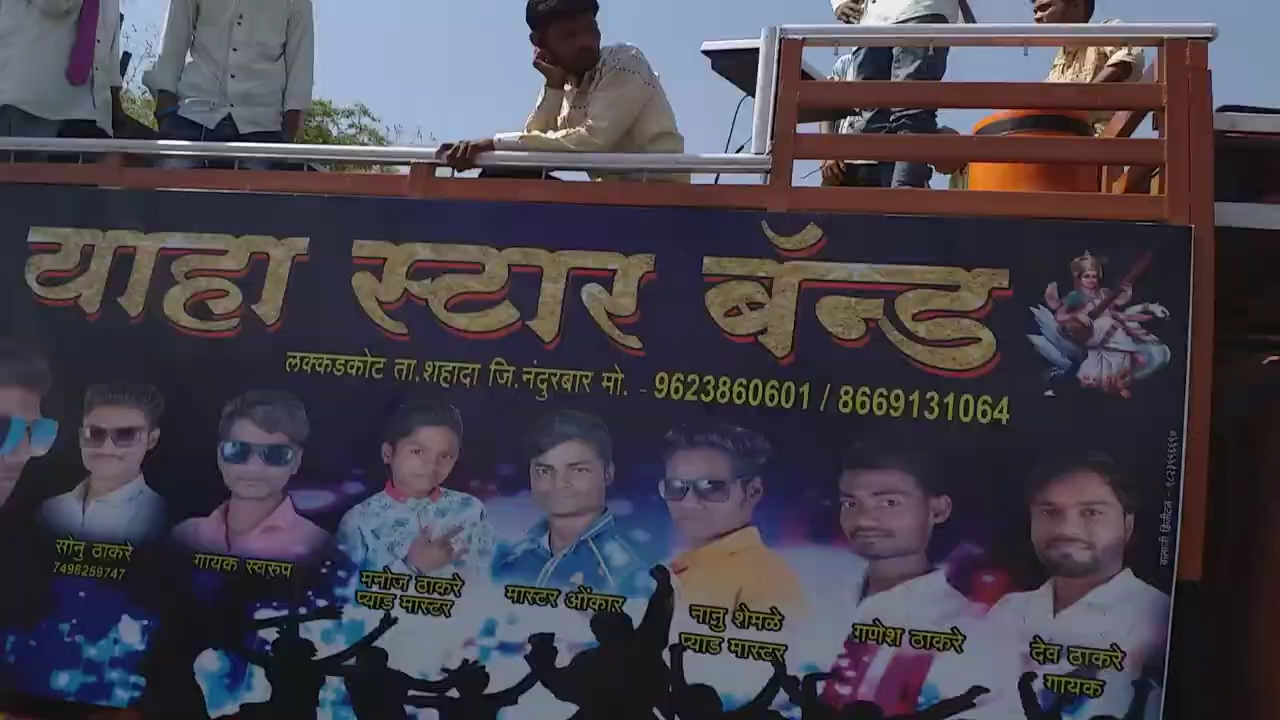 याहा स्टार बॅन्ड
लक्कडकोट ता.शहादा जि.नंदुरबार मो. - 9623860601 / 8669131064
सोनु ठाकरे
7498259747
गायक स्वरुप
मनोज ठाकरे
प्याड मास्टर
मास्टर ओंकार
नानु शेमळे
प्याड मास्टर
गणेश ठाकरे
देव ठाकरे
गायक